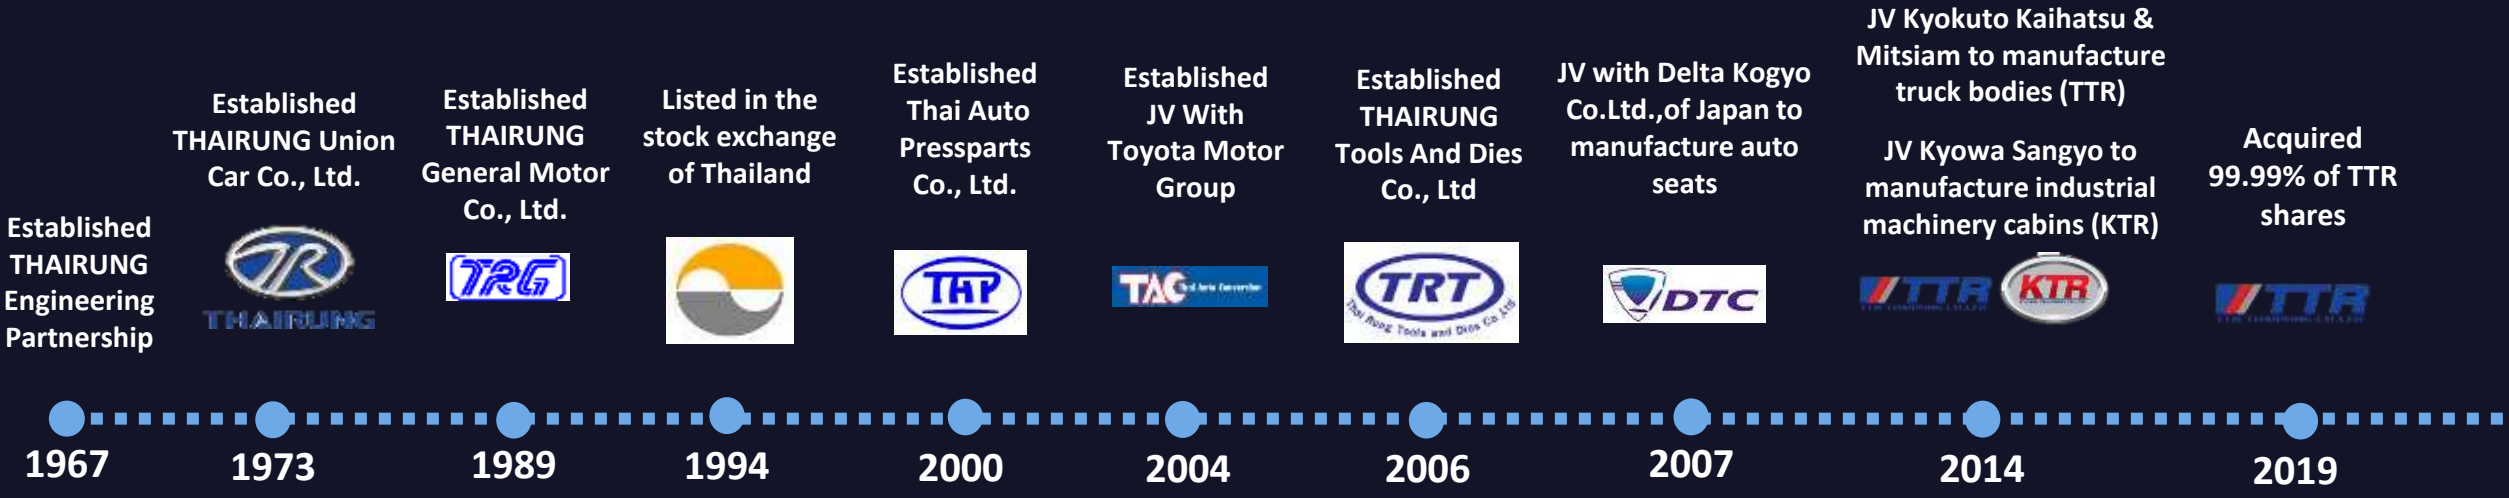 Established
THAIRUNG
Engineering
Partnership
1967
Established
THAIRUNG Union
Car Co., Ltd.
TR
THAIRUNG
1973
Established
THAIRUNG
General Motor
Co., Ltd.
TRG
1989
Listed in the
stock exchange
of Thailand
1994
Established
Thai Auto
Pressparts
Co., Ltd.
TAP
2000
Established
JV With
Toyota Motor
Group
TAC Thai Auto Conversion
2004
Established
THAIRUNG
Tools And Dies
Co., Ltd
TRT
Thai Rung Tools and Dies Co.,Ltd
2006
JV with Delta Kogyo
Co.Ltd.,of Japan to
manufacture auto
seats
DTC
2007
JV Kyokuto Kaihatsu &
Mitsiam to manufacture
truck bodies (TTR)
JV Kyowa Sangyo to
manufacture industrial
machinery cabins (KTR)
TTR
KTR
2014
Acquired
99.99% of TTR
shares
TTR
2019